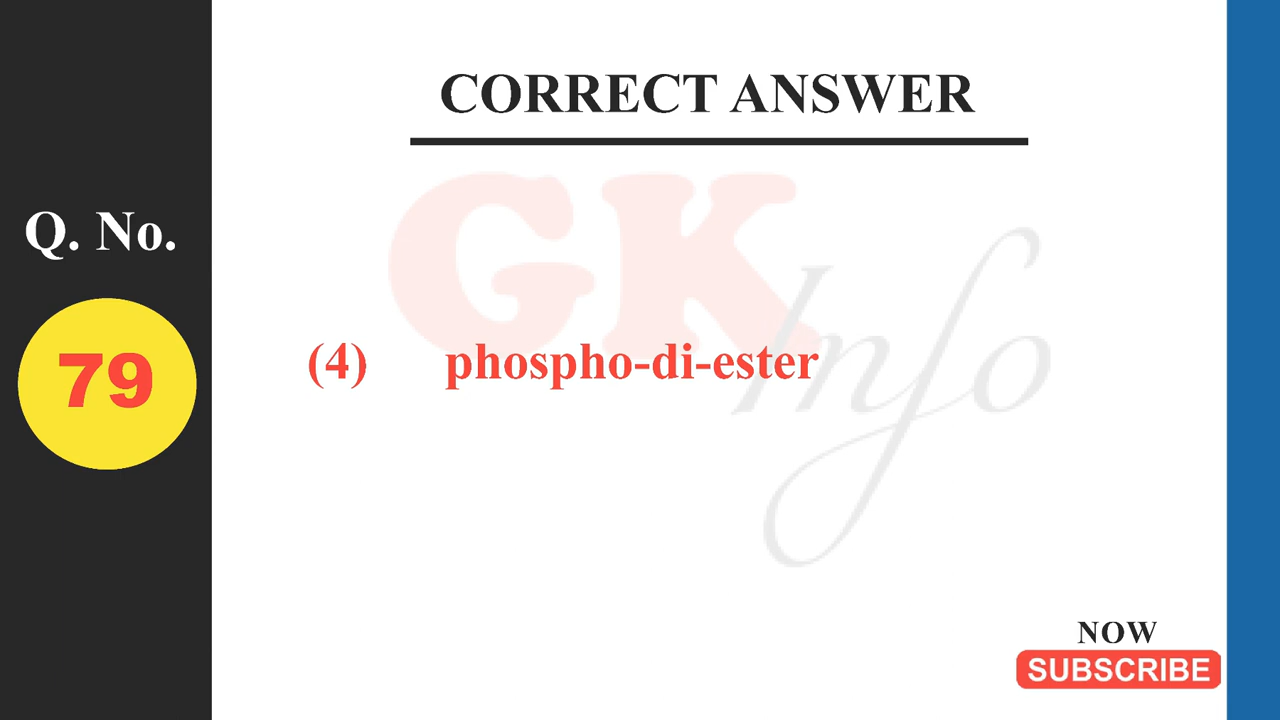 CORRECT ANSWER
GK
Info
Q. No.
79
(4) phospho-di-ester
NOW
SUBSCRIBE